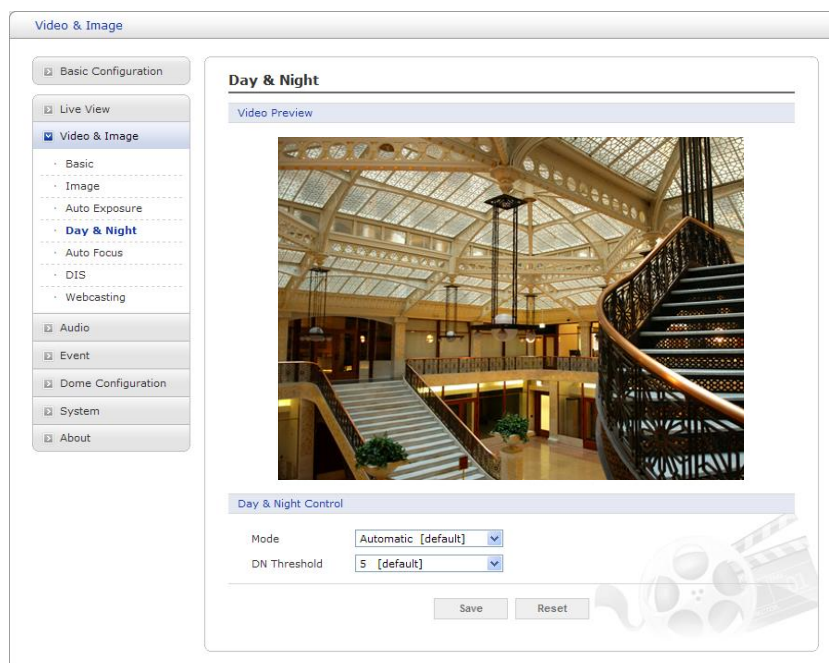 Video & Image
Basic Configuration
Live View
Video & Image
Basic
Image
Auto Exposure
Day & Night
Auto Focus
DIS
Webcasting
Audio
Event
Dome Configuration
System
About
Day & Night
Video Preview
Day & Night Control
Mode Automatic [default]
DN Threshold 5 [default]
Save Reset